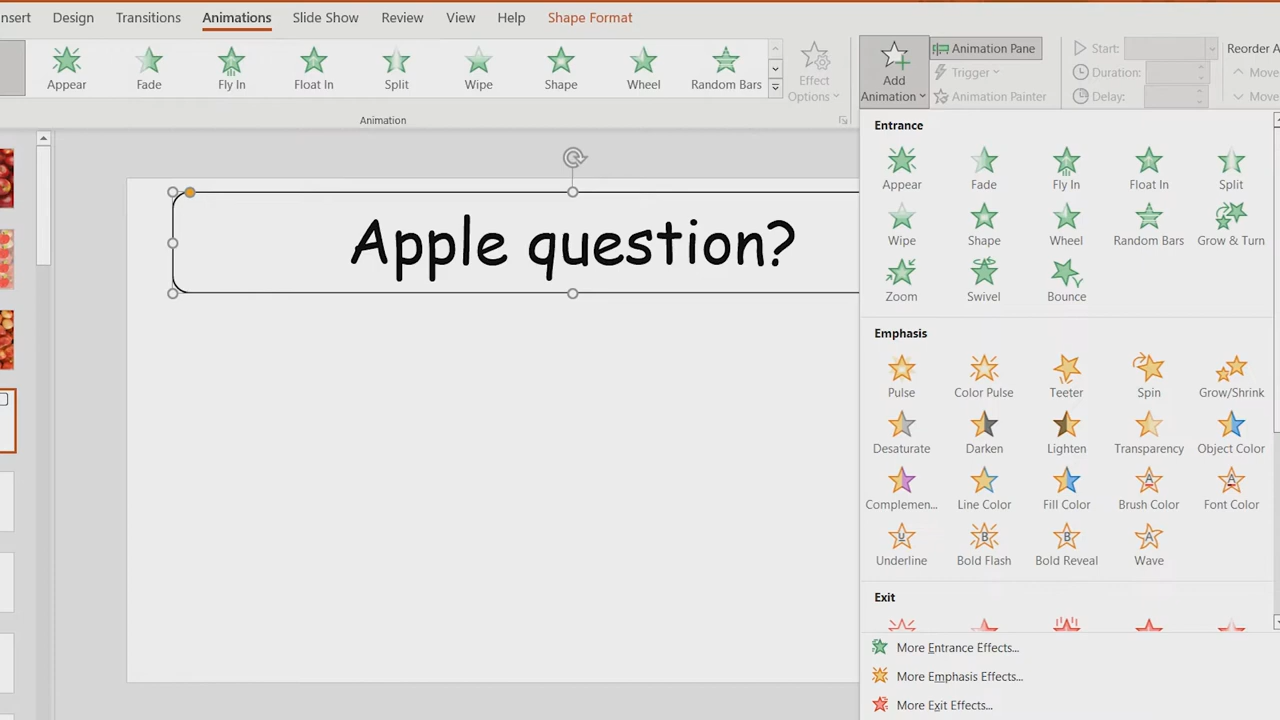 nsert Design Transitions Animations Slide Show Review View Help Shape Format
Appear Fade Fly In Float In Split Wipe Shape Wheel Random Bars
Effect Options
Animation
Add Animation
Animation Pane
Trigger
Animation Painter
Start:
Duration:
Delay:
Reorder A
Move
Move
Apple question?
Entrance
Appear Fade Fly In Float In Split
Wipe Shape Wheel Random Bars Grow & Turn
Zoom Swivel Bounce
Emphasis
Pulse Color Pulse Teeter Spin Grow/Shrink
Desaturate Darken Lighten Transparency Object Color
Complemen... Line Color Fill Color Brush Color Font Color
Underline Bold Flash Bold Reveal Wave
Exit
More Entrance Effects...
More Emphasis Effects...
More Exit Effects...